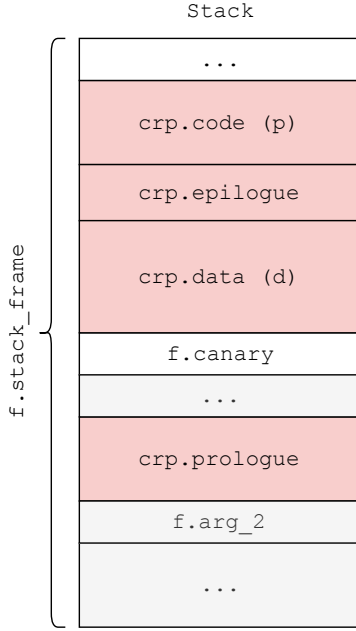 Stack
...
crp.code (p)
crp.epilogue
crp.data (d)
f.canary
...
crp.prologue
f.arg_2
...
f.stack_frame